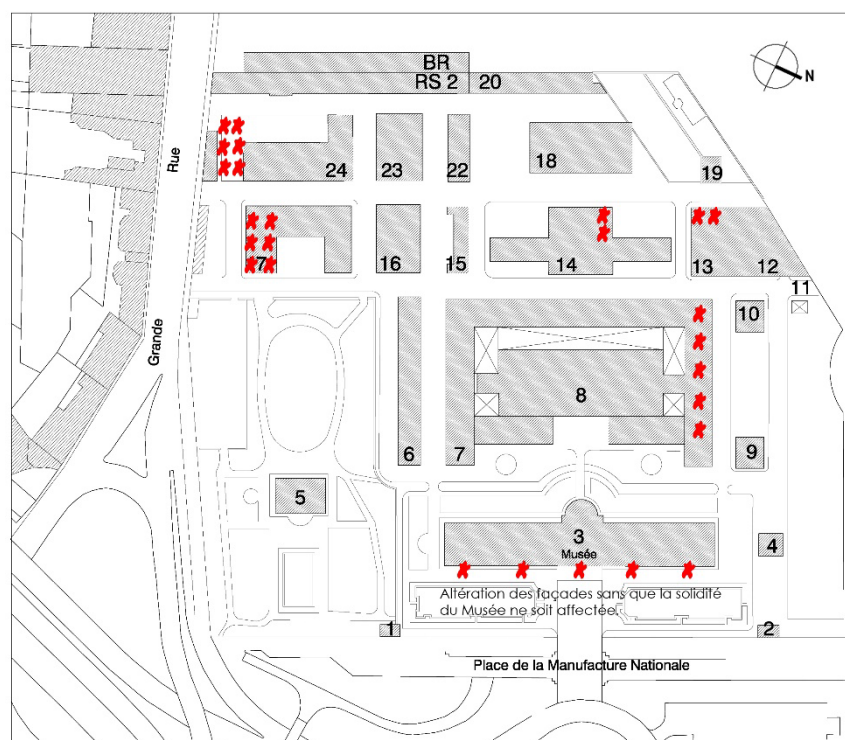 BR
RS 2
20
N
Rue
24
23
22
18
19
7
16
15
14
13
12
11
10
Grande
8
6
7
9
5
3
Musée
4
Altération des façades sans que la solidité
du Musée ne soit affectée.
1
2
Place de la Manufacture Nationale